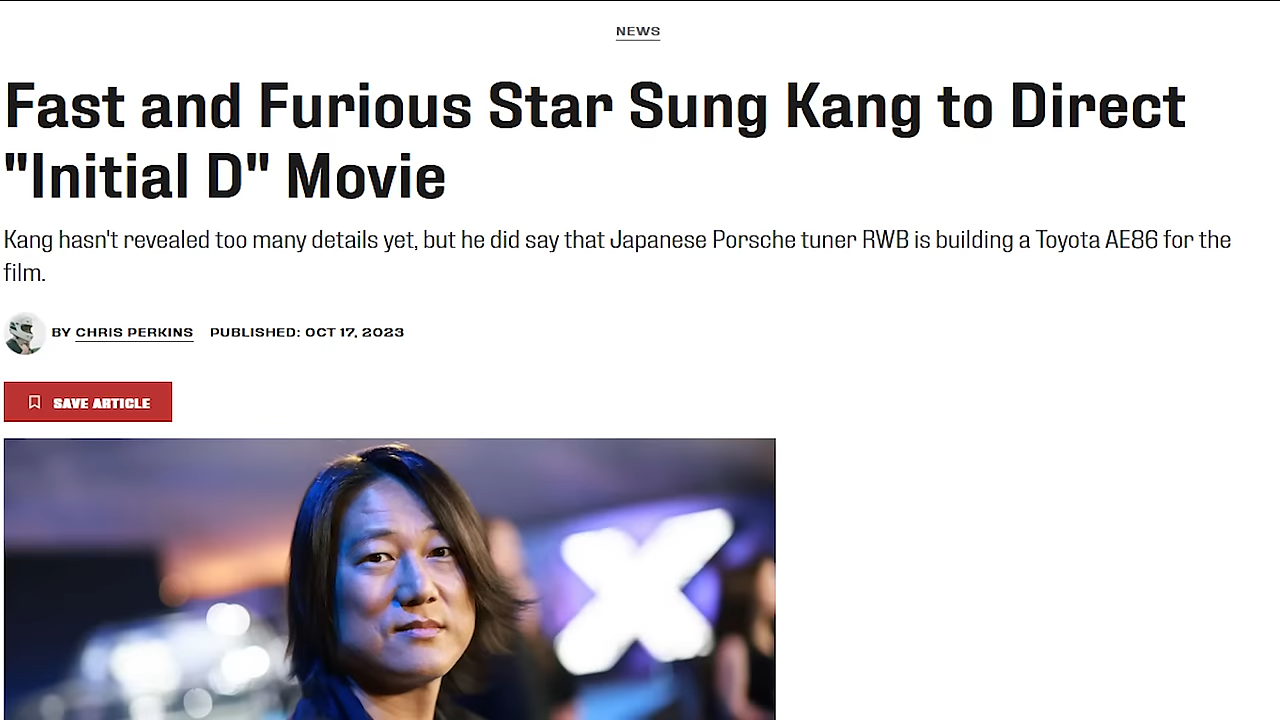 NEWS
Fast and Furious Star Sung Kang to Direct
"Initial D" Movie
Kang hasn't revealed too many details yet, but he did say that Japanese Porsche tuner RWB is building a Toyota AE86 for the
film.
BY CHRIS PERKINS PUBLISHED: OCT 17, 2023
SAVE ARTICLE